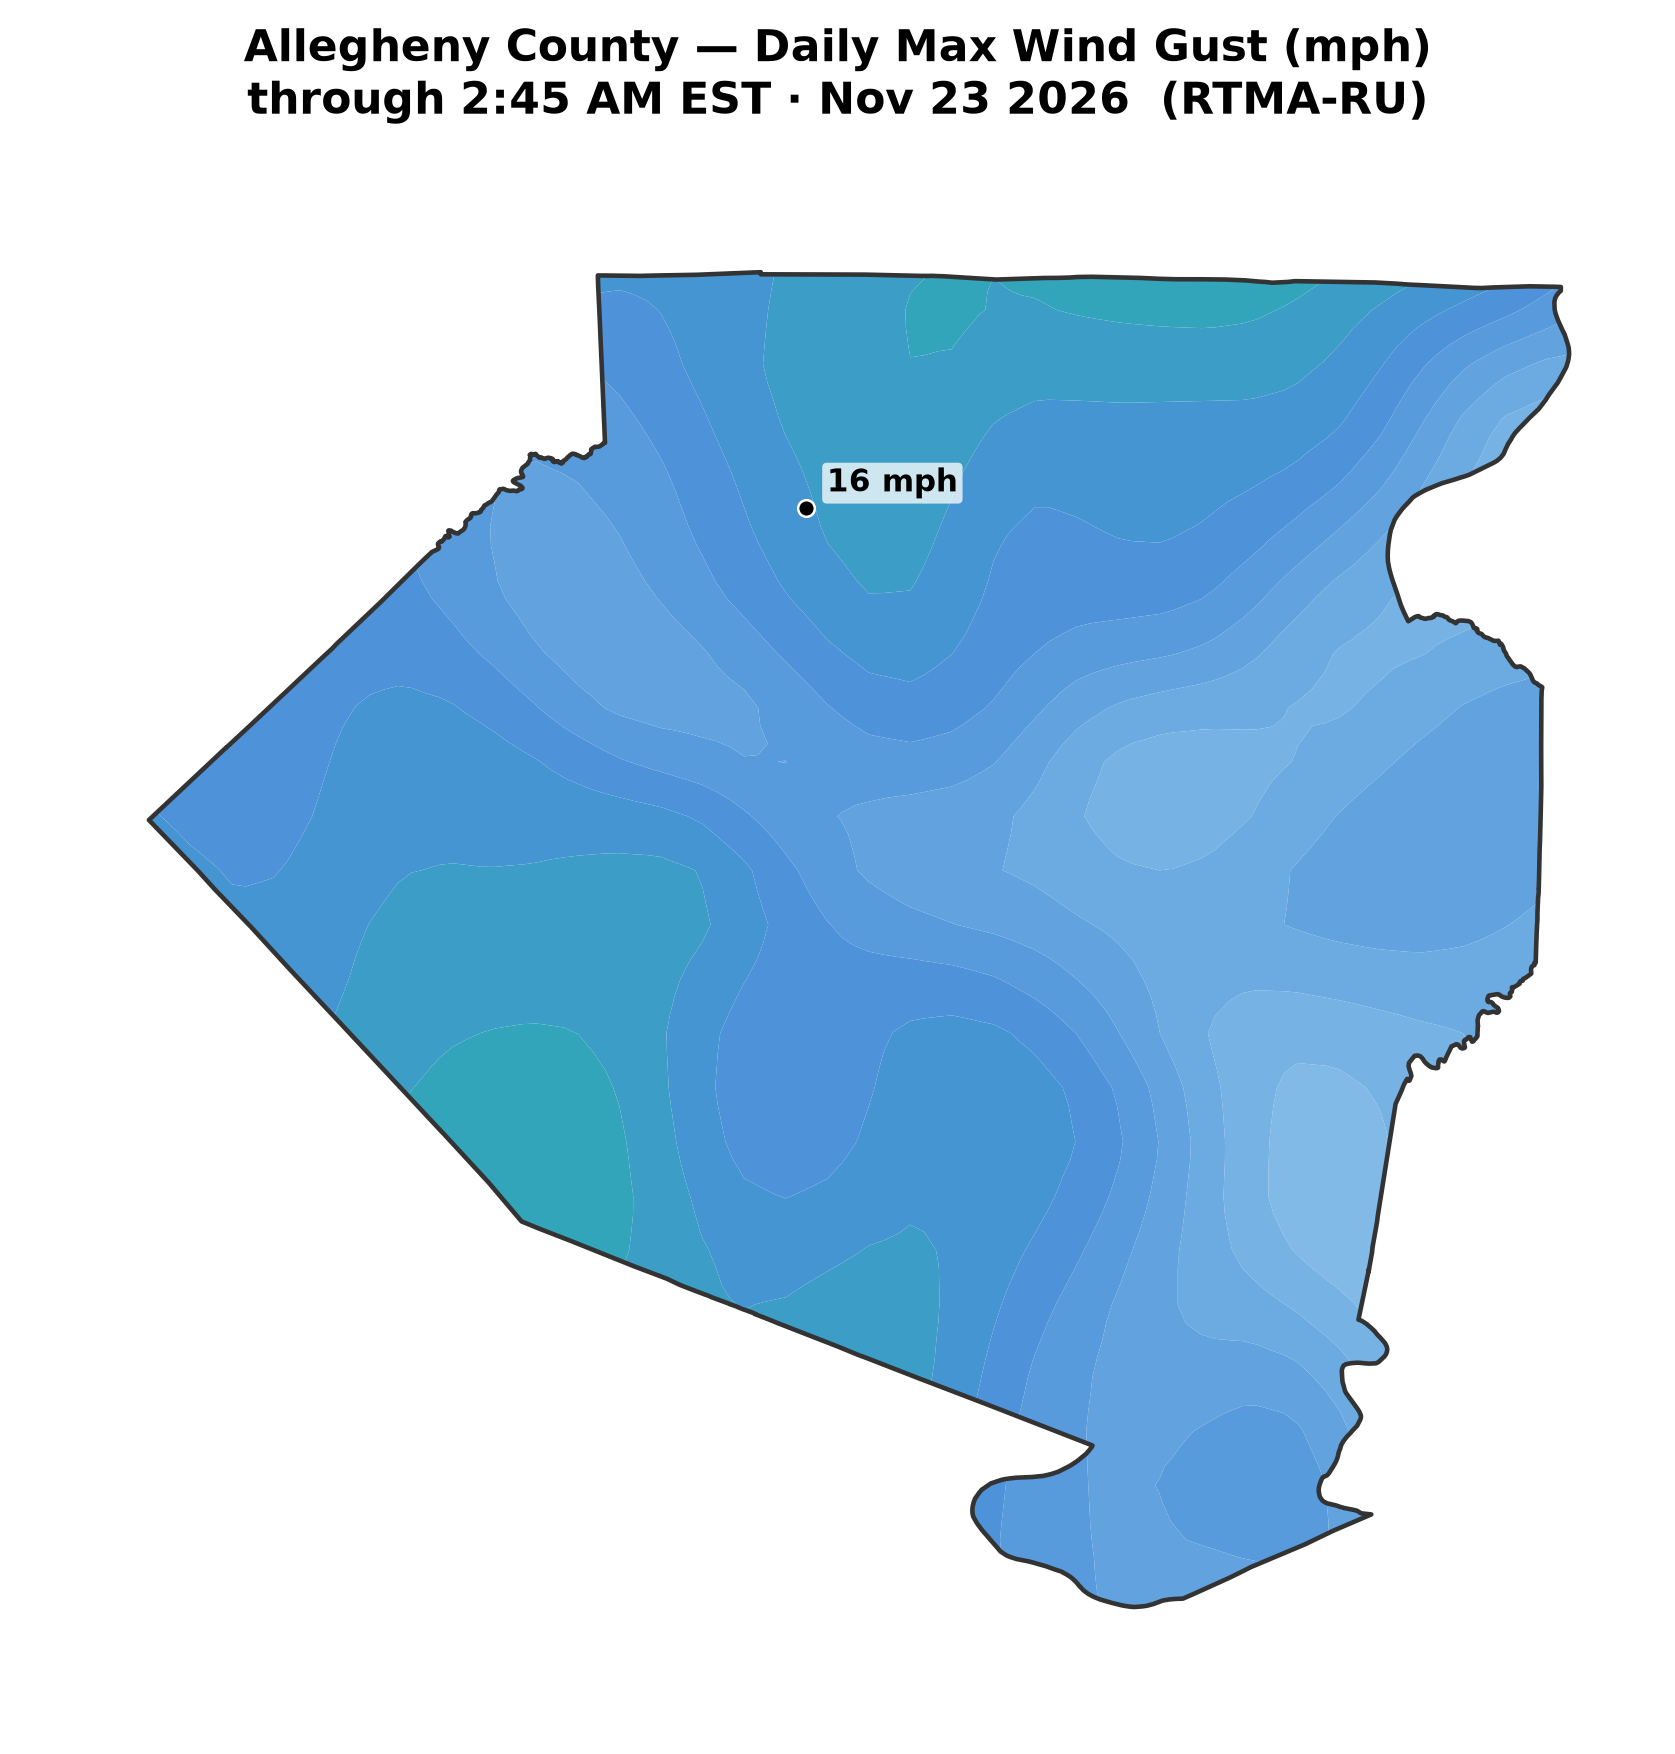 Allegheny County — Daily Max Wind Gust (mph)
through 2:45 AM EST · Nov 23 2026 (RTMA-RU)
16 mph